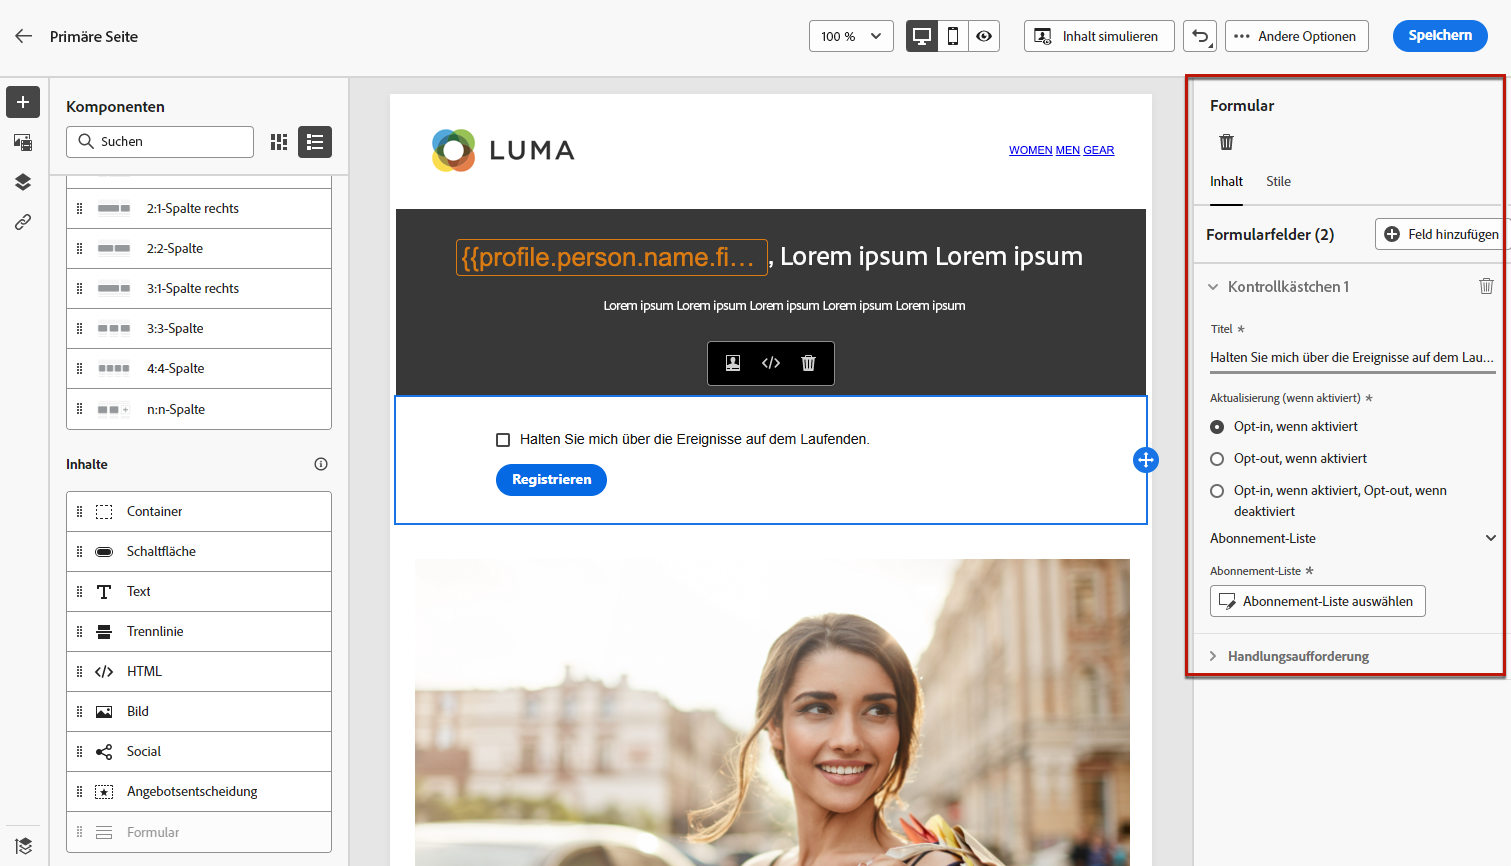 Primäre Seite
100 %
Inhalt simulieren
Andere Optionen
Speichern
Komponenten
Suchen
2:1-Spalte rechts
2:2-Spalte
3:1-Spalte rechts
3:3-Spalte
4:4-Spalte
n:n-Spalte
Inhalte
Container
Schaltfläche
Text
Trennlinie
HTML
Bild
Social
Angebotsentscheidung
Formular
LUMA
WOMEN MEN GEAR
{{profile.person.name.fi... , Lorem ipsum Lorem ipsum
Lorem ipsum Lorem ipsum Lorem ipsum Lorem ipsum Lorem ipsum
Halten Sie mich über die Ereignisse auf dem Laufenden.
Registrieren
Formular
Inhalt Stile
Formularfelder (2)
Feld hinzufügen
Kontrollkästchen 1
Titel *
Halten Sie mich über die Ereignisse auf dem Lau...
Aktualisierung (wenn aktiviert) *
Opt-in, wenn aktiviert
Opt-out, wenn aktiviert
Opt-in, wenn aktiviert, Opt-out, wenn
deaktiviert
Abonnement-Liste
Abonnement-Liste *
Abonnement-Liste auswählen
Handlungsaufforderung